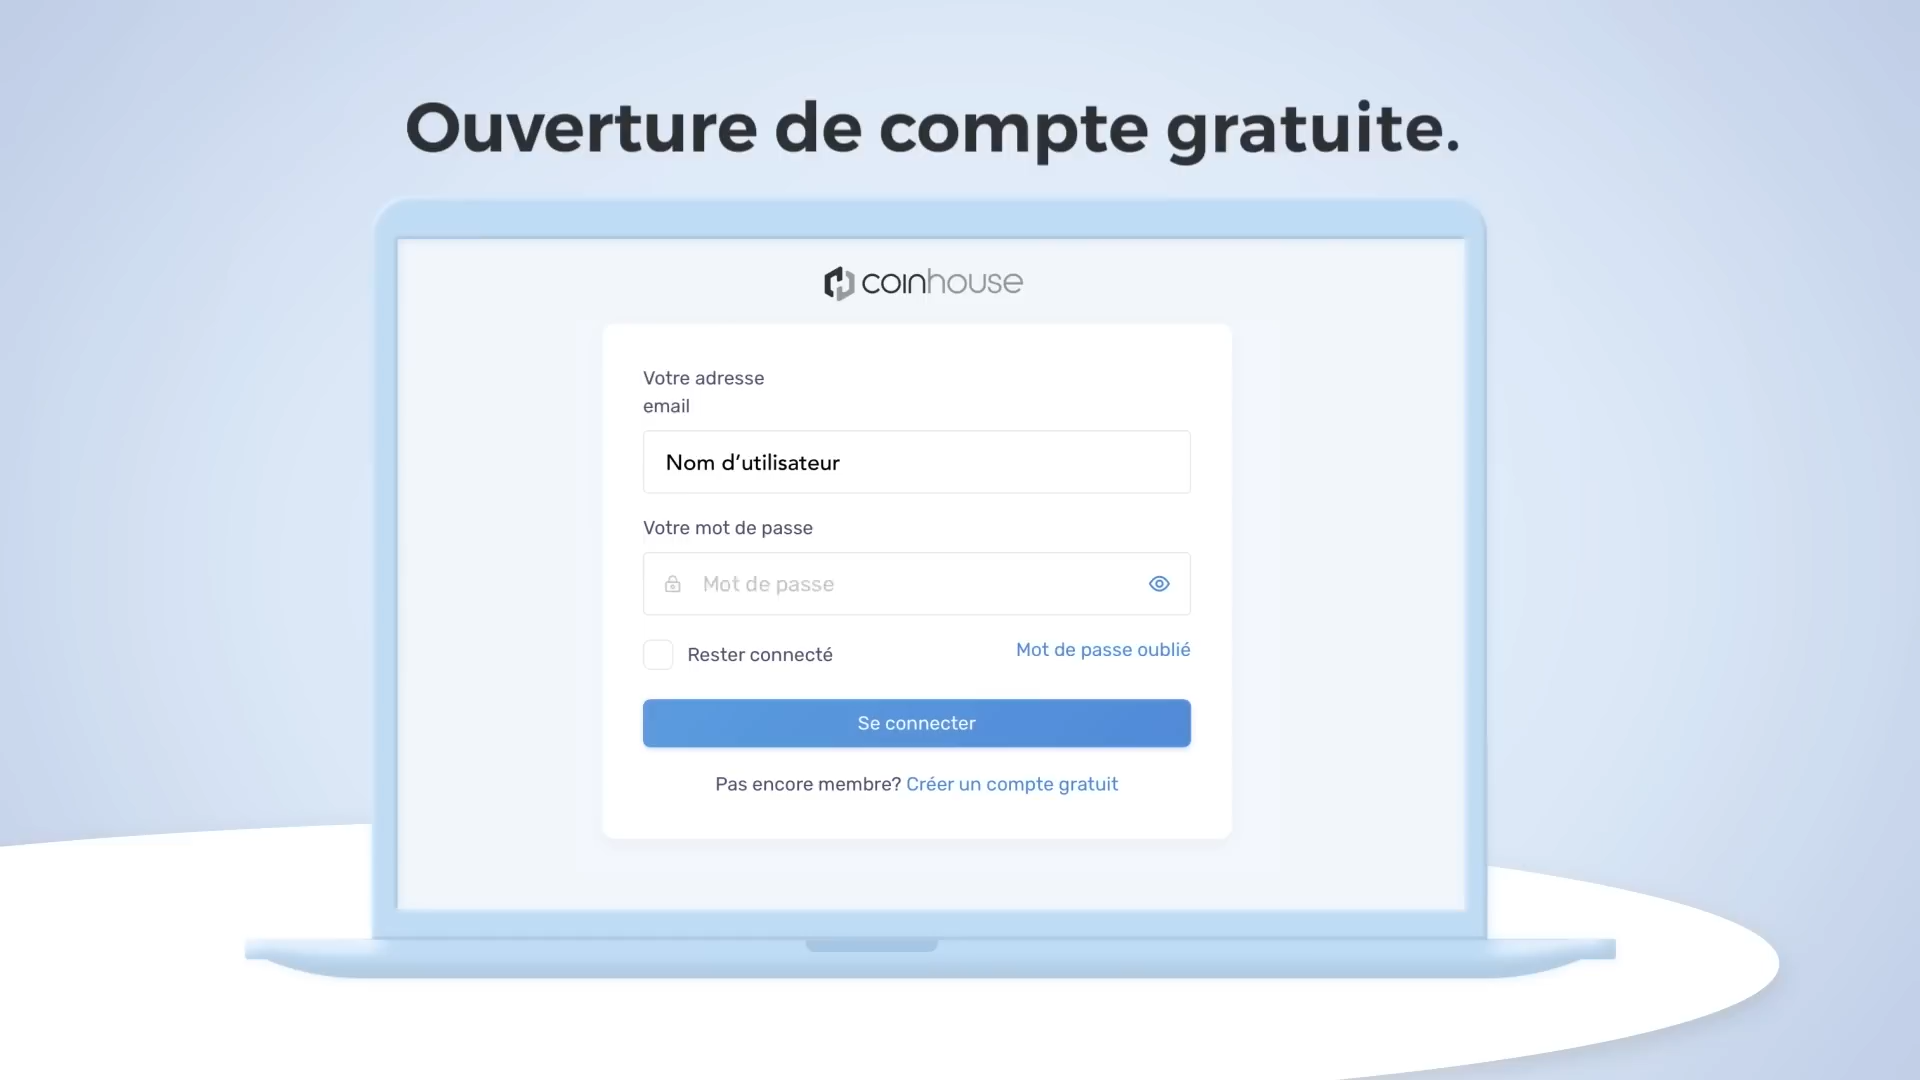 Ouverture de compte gratuite.
coinhouse
Votre adresse
email
Nom d’utilisateur
Votre mot de passe
Mot de passe
Rester connecté
Mot de passe oublié
Se connecter
Pas encore membre? Créer un compte gratuit